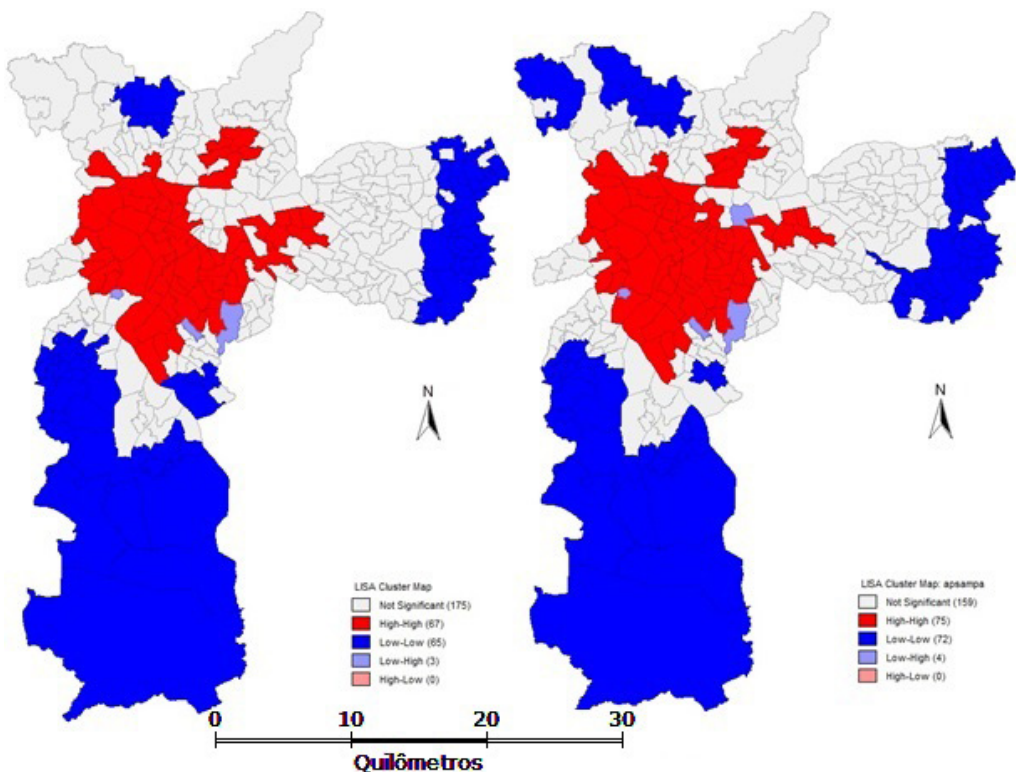 N
N
LISA Cluster Map
Not Significant (175)
High-High (67)
Low-Low (65)
Low-High (3)
High-Low (0)
LISA Cluster Map: apsampa
Not Significant (159)
High-High (75)
Low-Low (72)
Low-High (4)
High-Low (0)
0 10 20 30
Quilômetros